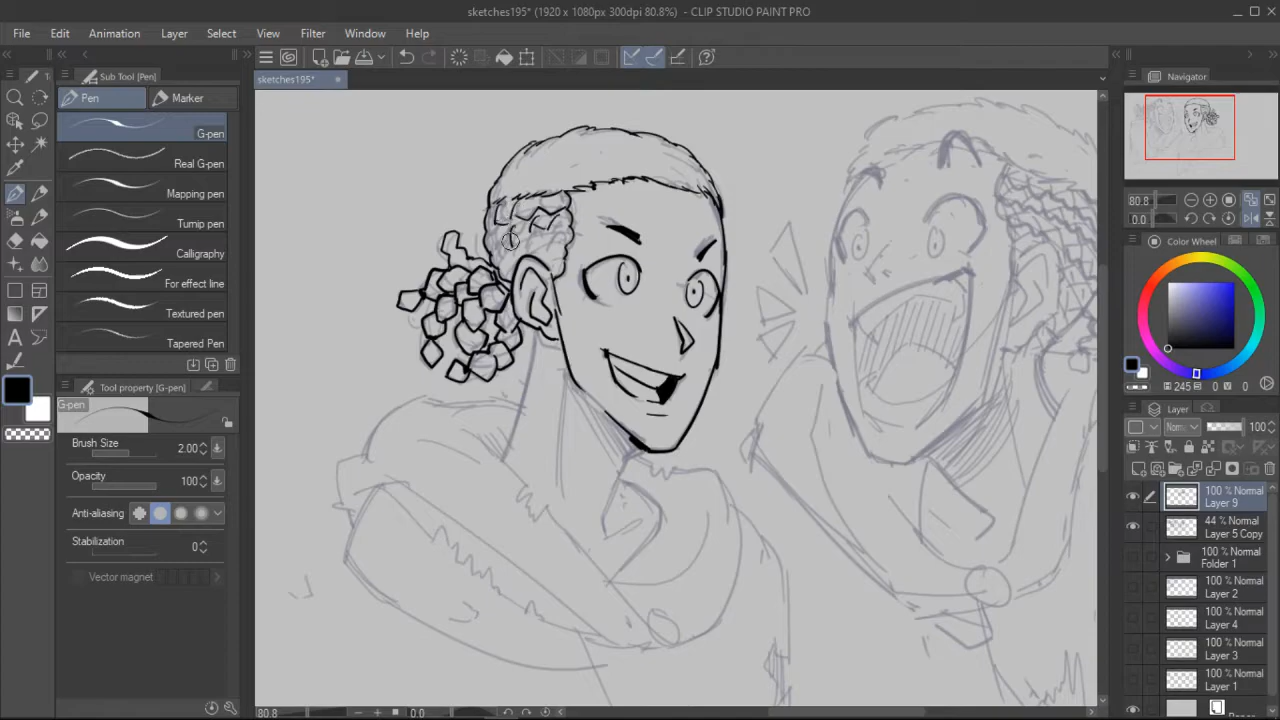 sketches195* (1920 x 1080px 300dpi 80.8%) - CLIP STUDIO PAINT PRO
File Edit Animation Layer Select View Filter Window Help
Sub Tool [Pen]
sketches195*
Navigator
Pen
Marker
G-pen
Real G-pen
Mapping pen
Turnip pen
Calligraphy
For effect line
Textured pen
Tapered Pen
Tool property [G-pen]
G-pen
Brush Size 2.00
Opacity 100
Anti-aliasing
Stabilization 0
Vector magnet
80.8
0.0
80.8
0.0
Color Wheel
245 0 0
Layer
100
100 % Normal
Layer 9
44 % Normal
Layer 5 Copy
100 % Normal
Folder 1
100 % Normal
Layer 2
100 % Normal
Layer 4
100 % Normal
Layer 3
100 % Normal
Layer 1